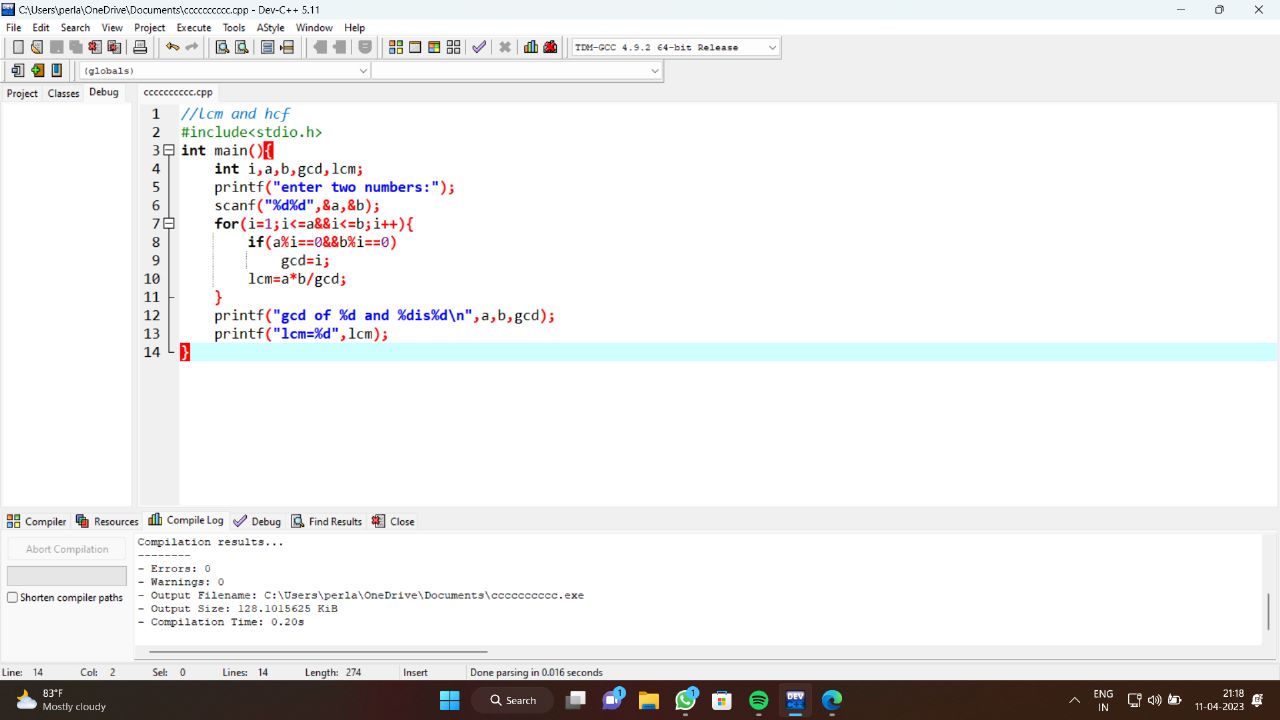 C:\Users\perla\OneDrive\Documents\cccccccccc.cpp - Dev-C++ 5.11
File Edit Search View Project Execute Tools AStyle Window Help
TDM-GCC 4.9.2 64-bit Release
(globals)
Project Classes Debug cccccccccc.cpp
1 //lcm and hcf
2 #include<stdio.h>
3 int main(){
4 int i,a,b,gcd,lcm;
5 printf("enter two numbers:");
6 scanf("%d%d",&a,&b);
7 for(i=1;i<=a&&i<=b;i++){
8 if(a%i==0&&b%i==0)
9 gcd=i;
10 lcm=a*b/gcd;
11 }
12 printf("gcd of %d and %dis%d\n",a,b,gcd);
13 printf("lcm=%d",lcm);
14 }
Compiler Resources Compile Log Debug Find Results Close
Abort Compilation
Shorten compiler paths
Compilation results...
--------
- Errors: 0
- Warnings: 0
- Output Filename: C:\Users\perla\OneDrive\Documents\cccccccccc.exe
- Output Size: 128.1015625 KiB
- Compilation Time: 0.20s
Line: 14 Col: 2 Sel: 0 Lines: 14 Length: 274 Insert Done parsing in 0.016 seconds
83°F
Mostly cloudy
Search
1
1
DEV
ENG
IN
21:18
11-04-2023